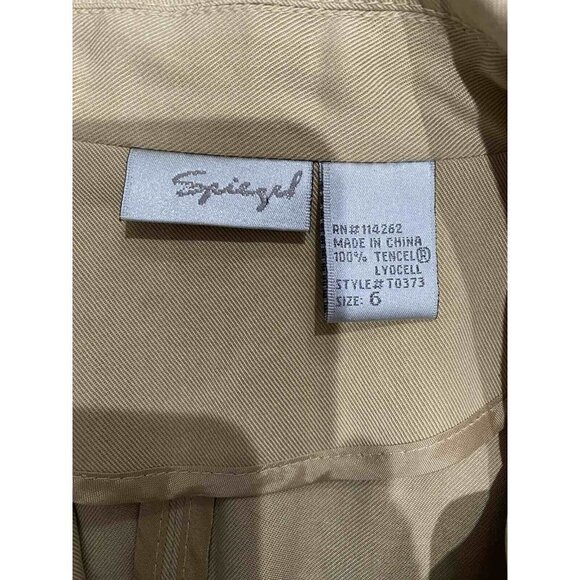 Spiegel
RN#114262
MADE IN CHINA
100% TENCEL®
LYOCELL
STYLE#T0373
SIZE: 6